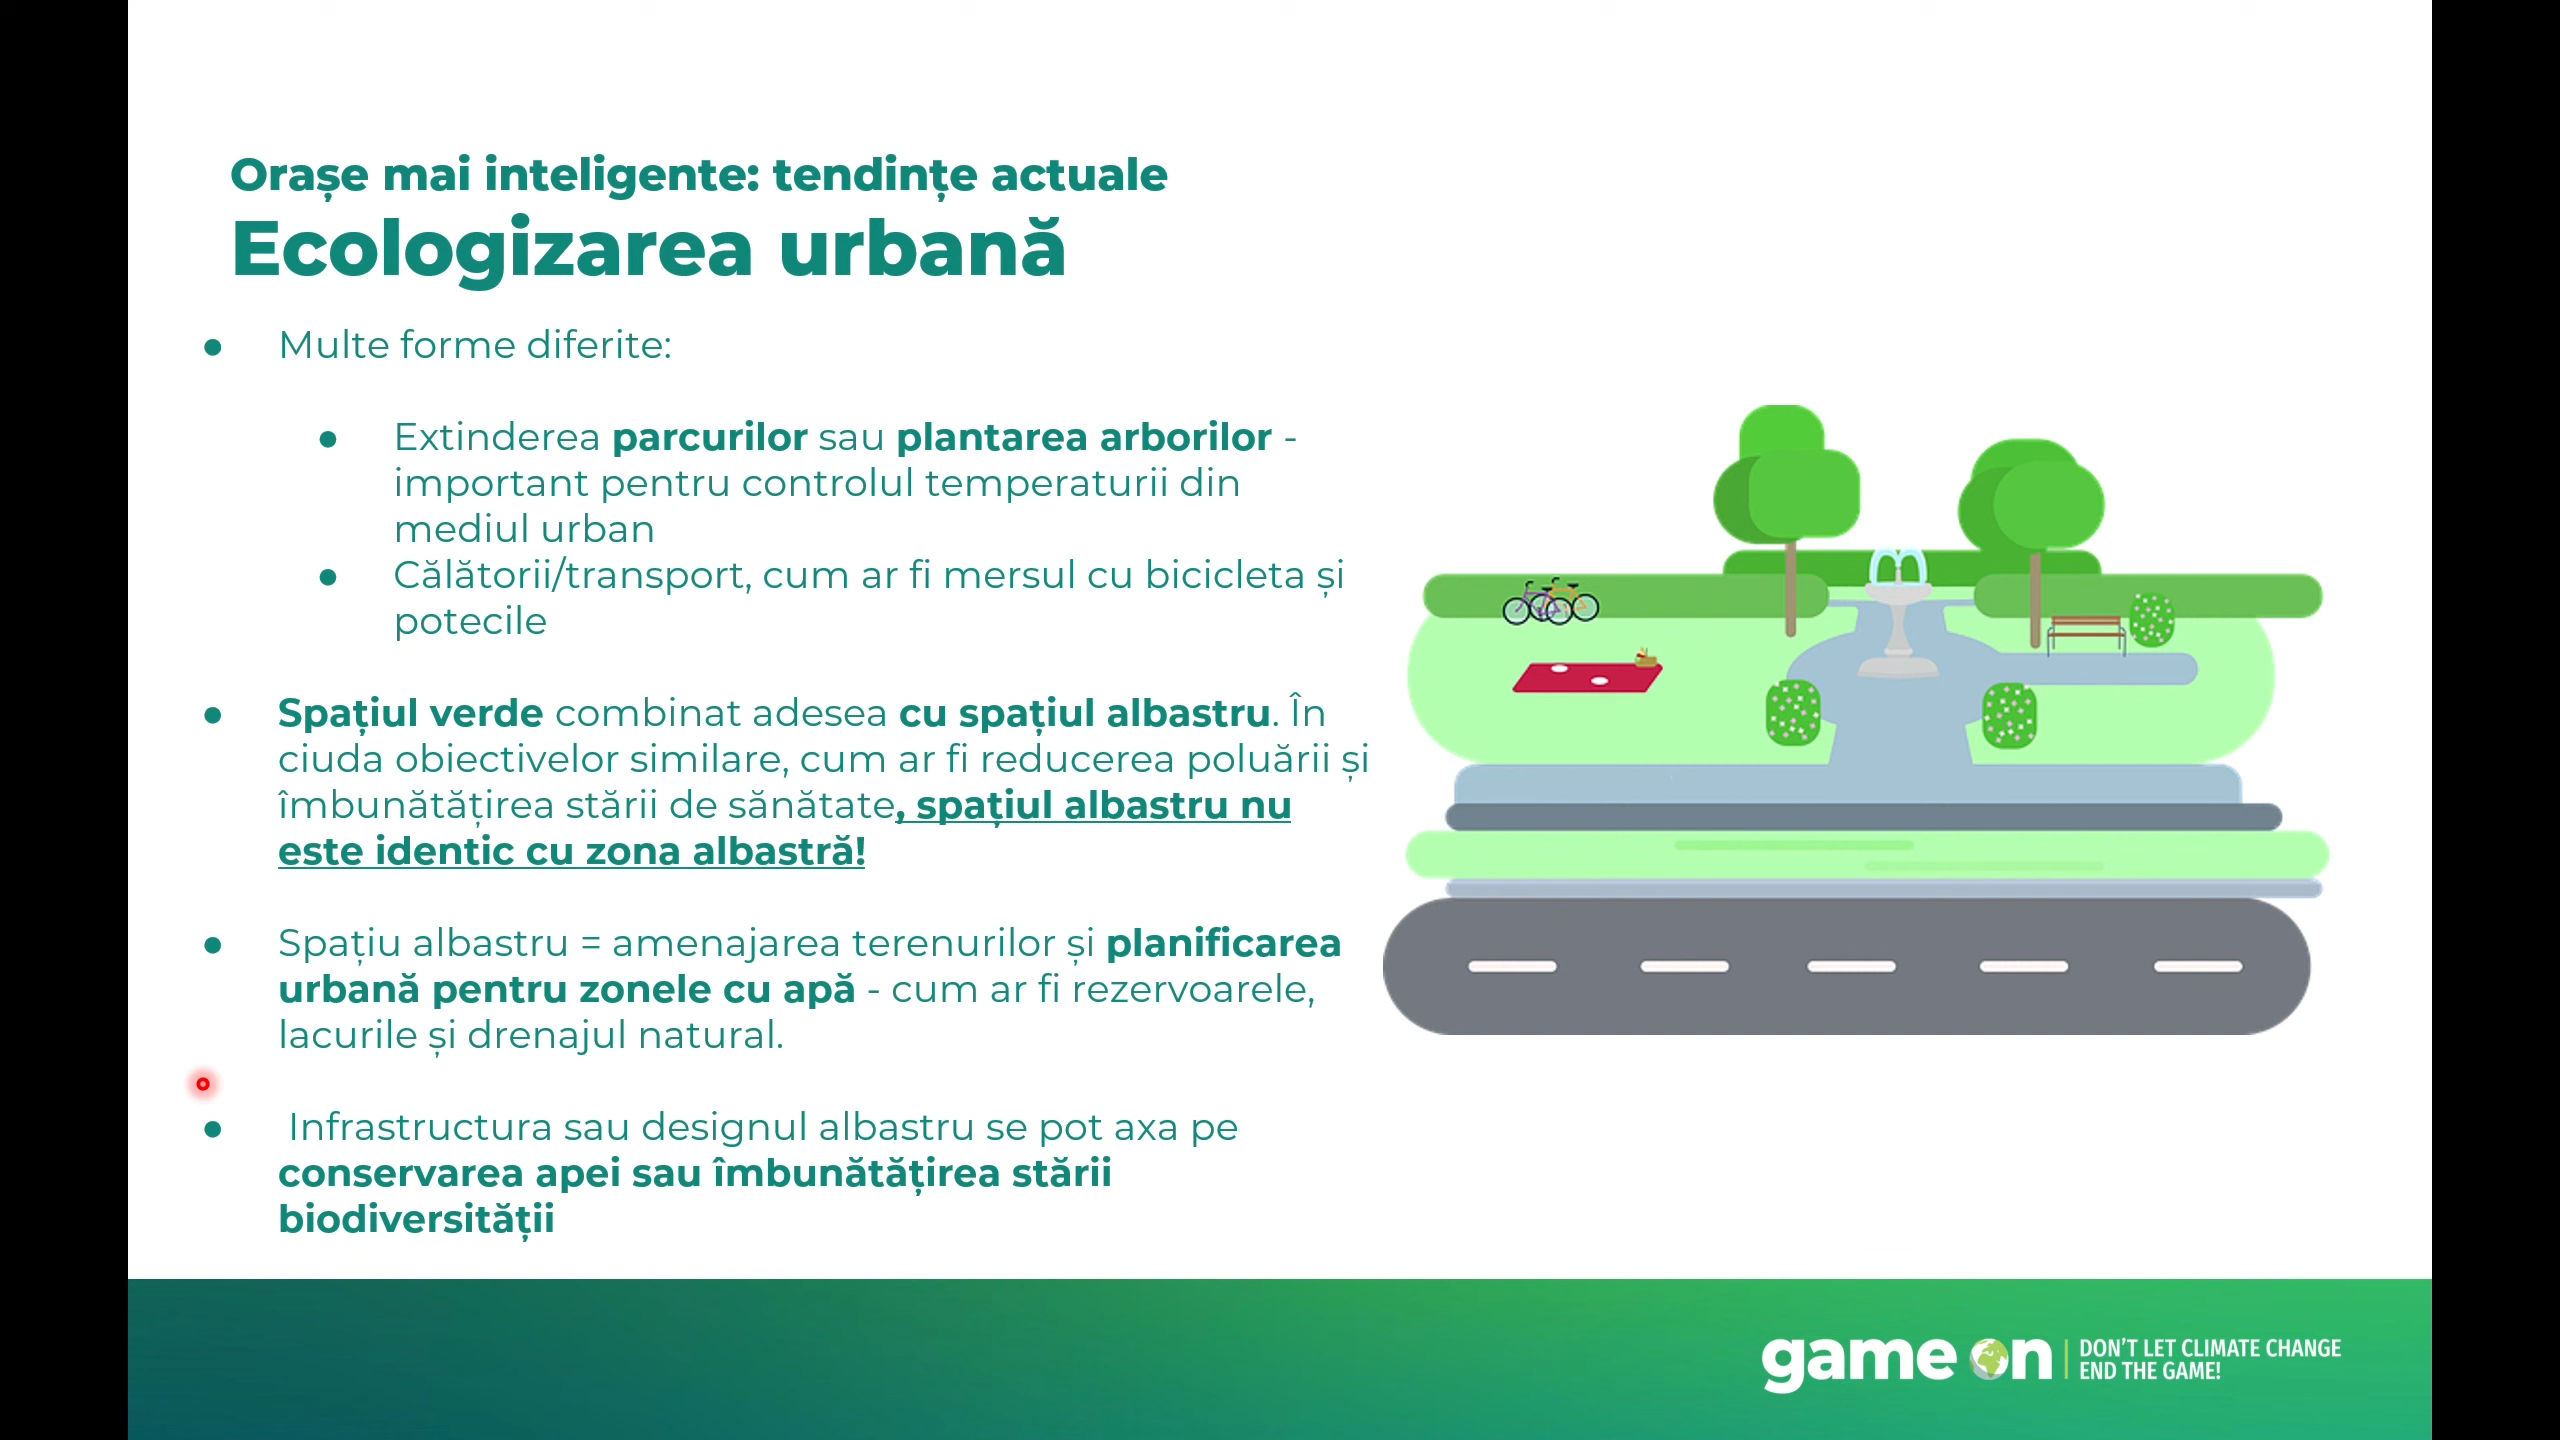 Orașe mai inteligente: tendințe actuale
Ecologizarea urbană
● Multe forme diferite:
● Extinderea parcurilor sau plantarea arborilor -
important pentru controlul temperaturii din
mediul urban
● Călătorii/transport, cum ar fi mersul cu bicicleta și
potecile
● Spațiul verde combinat adesea cu spațiul albastru. În
ciuda obiectivelor similare, cum ar fi reducerea poluării și
îmbunătățirea stării de sănătate, spațiul albastru nu
este identic cu zona albastră!
● Spațiu albastru = amenajarea terenurilor și planificarea
urbană pentru zonele cu apă - cum ar fi rezervoarele,
lacurile și drenajul natural.
● Infrastructura sau designul albastru se pot axa pe
conservarea apei sau îmbunătățirea stării
biodiversității
game on
DON'T LET CLIMATE CHANGE
END THE GAME!